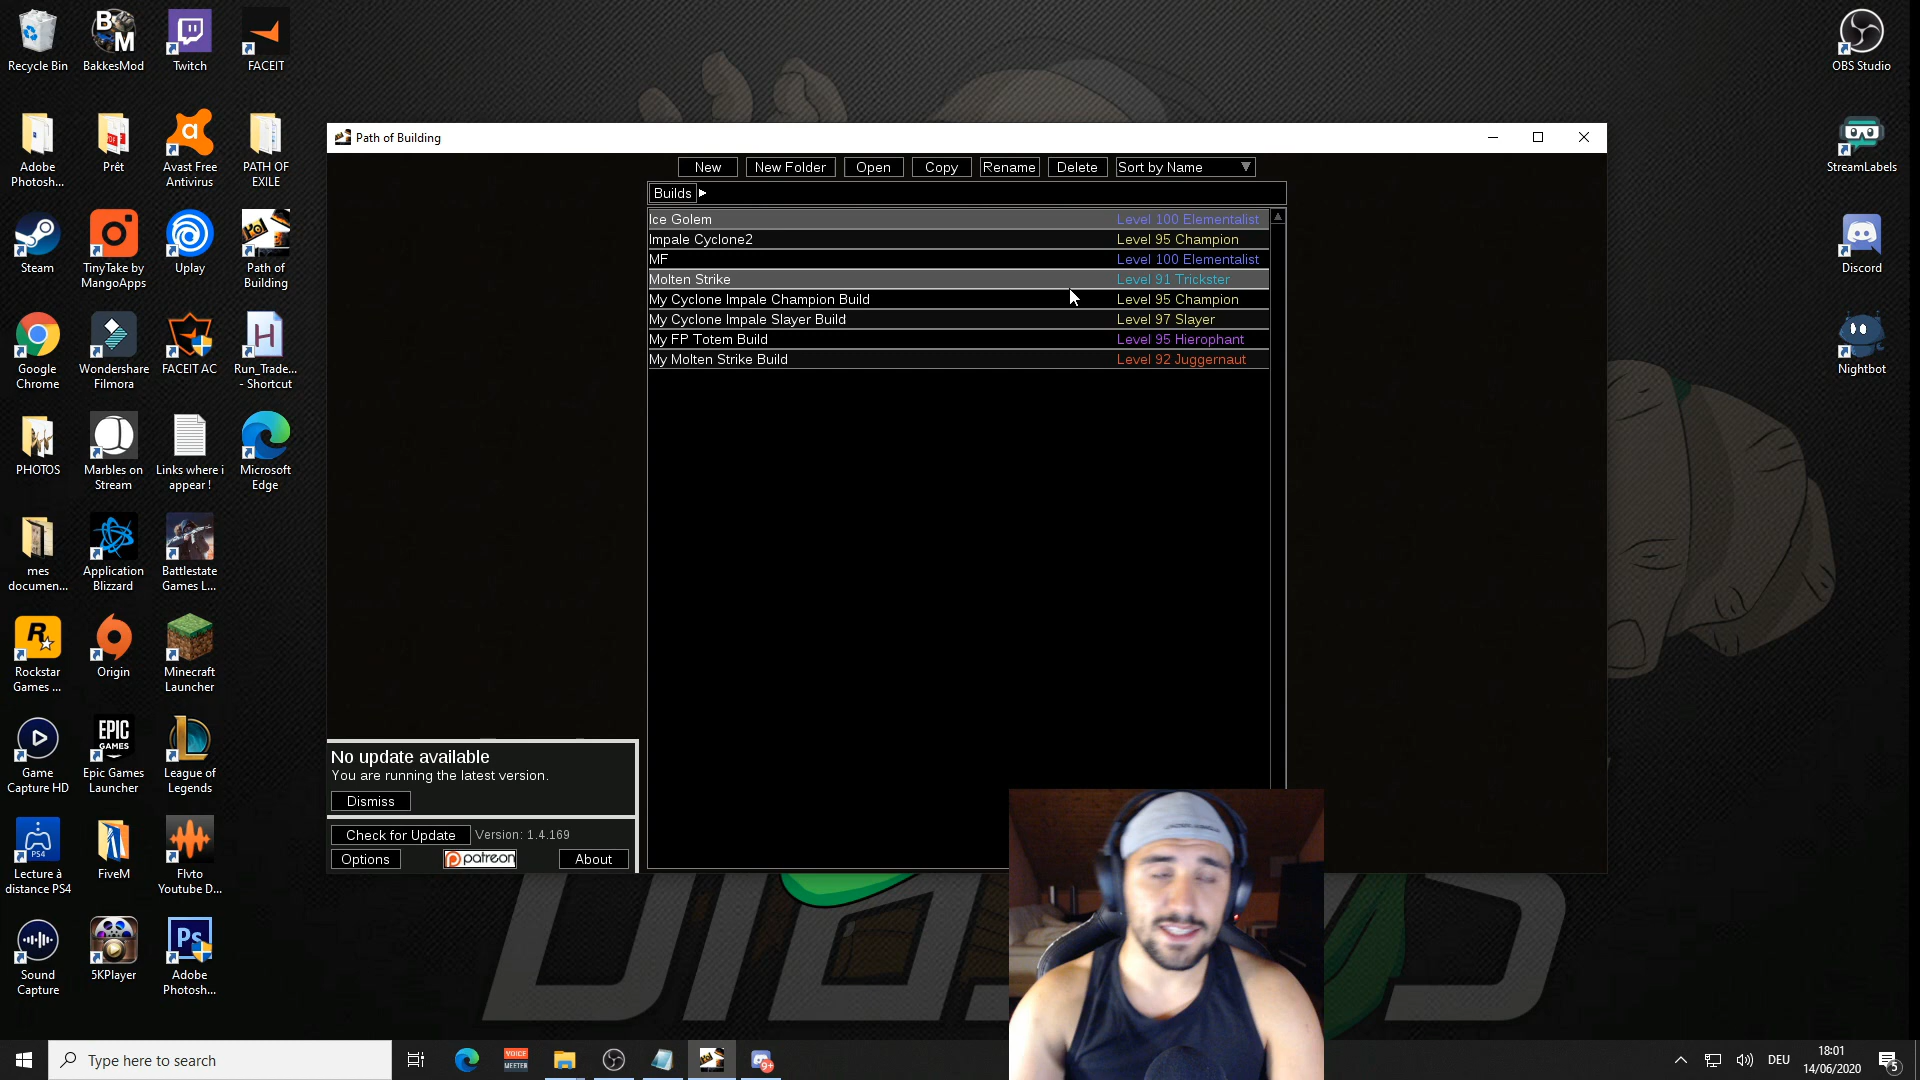 Recycle Bin
BakkesMod
Twitch
FACEIT
OBS Studio
Adobe
Photosh...
Prêt
Avast Free
Antivirus
PATH OF
EXILE
StreamLabels
Steam
TinyTake by
MangoApps
Uplay
Path of
Building
Discord
Google
Chrome
Wondershare
Filmora
FACEIT AC
Run_Trade...
- Shortcut
Nightbot
PHOTOS
Marbles on
Stream
Links where i
appear !
Microsoft
Edge
mes
documen...
Application
Blizzard
Battlestate
Games L...
Rockstar
Games ...
Origin
Minecraft
Launcher
EPIC
GAMES
Game
Capture HD
Epic Games
Launcher
League of
Legends
PS4
Lecture à
distance PS4
FiveM
Flvto
Youtube D...
Ps
Sound
Capture
5KPlayer
Adobe
Photosh...
Path of Building
New
New Folder
Open
Copy
Rename
Delete
Sort by Name
Builds
Ice Golem Level 100 Elementalist
Impale Cyclone2 Level 95 Champion
MF Level 100 Elementalist
Molten Strike Level 91 Trickster
My Cyclone Impale Champion Build Level 95 Champion
My Cyclone Impale Slayer Build Level 97 Slayer
My FP Totem Build Level 95 Hierophant
My Molten Strike Build Level 92 Juggernaut
No update available
You are running the latest version.
Dismiss
Check for Update Version: 1.4.169
Options
patreon
About
Type here to search
VOICE
MEETER
9+
DEU
18:01
14/06/2020
5